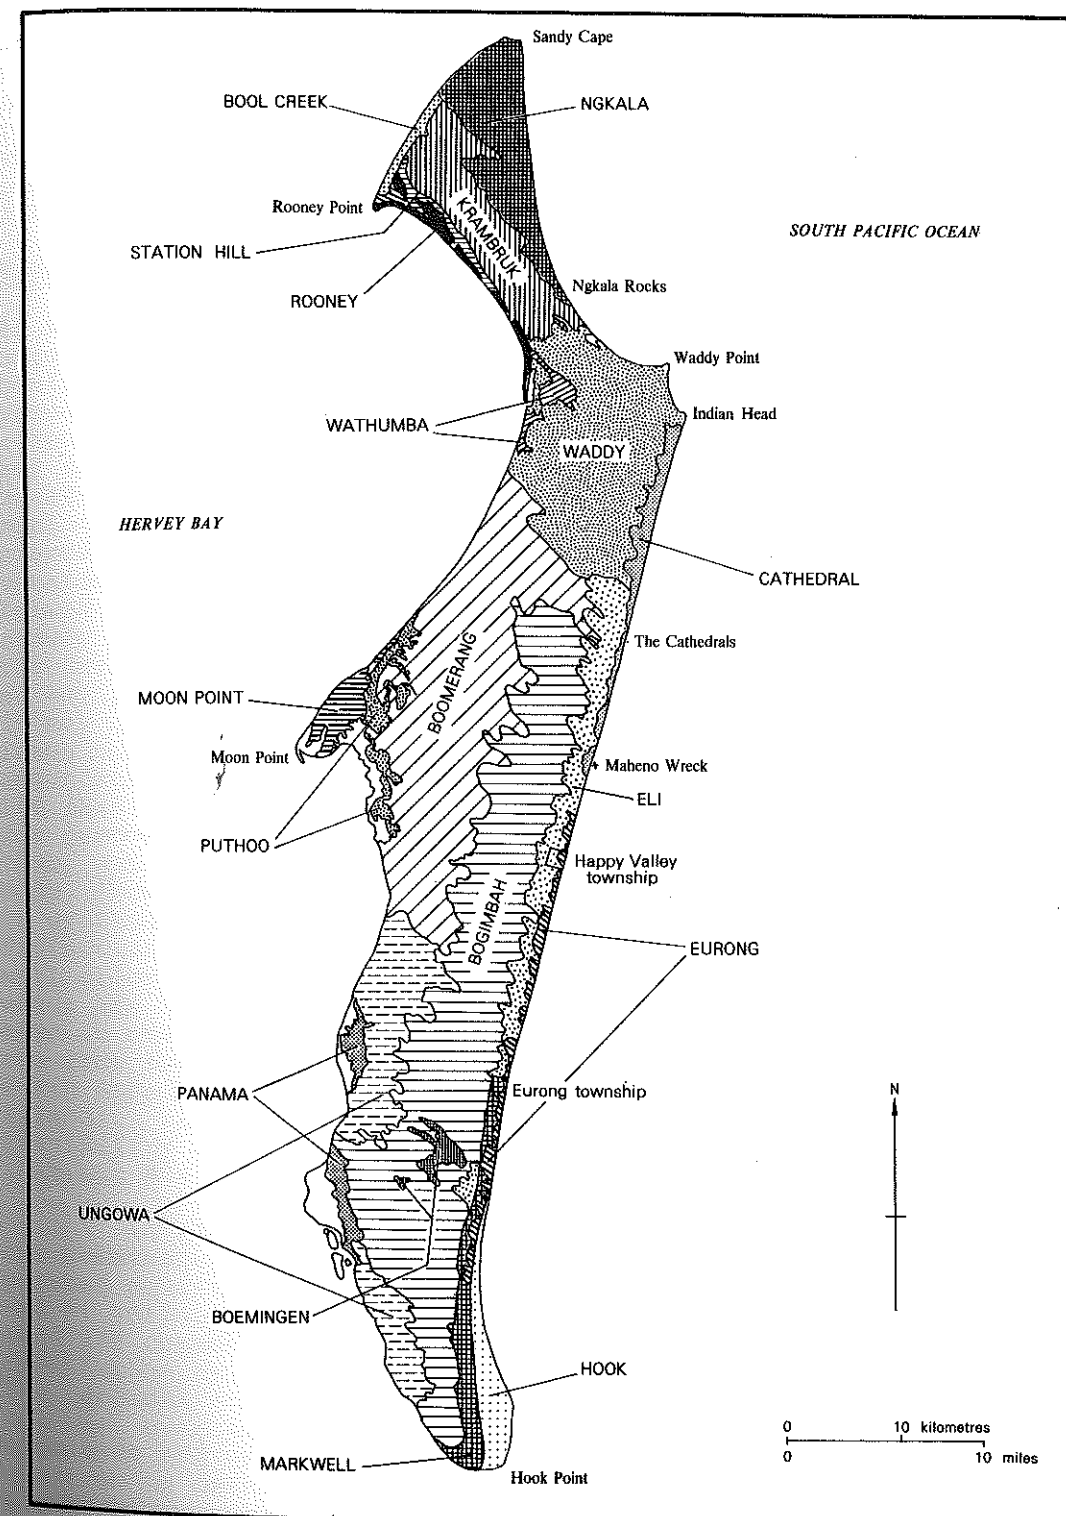 Sandy Cape
BOOL CREEK
NGKALA
Rooney Point
KRAMBRUK
SOUTH PACIFIC OCEAN
STATION HILL
ROONEY
Ngkala Rocks
Waddy Point
Indian Head
WATHUMBA
WADDY
HERVEY BAY
CATHEDRAL
The Cathedrals
BOOMERANG
MOON POINT
Moon Point
Maheno Wreck
ELI
PUTHOO
Happy Valley
township
BOGIMBAH
EURONG
PANAMA
Eurong township
N
UNGOWA
BOEMINGEN
HOOK
MARKWELL
Hook Point
0 10 kilometres
0 10 miles